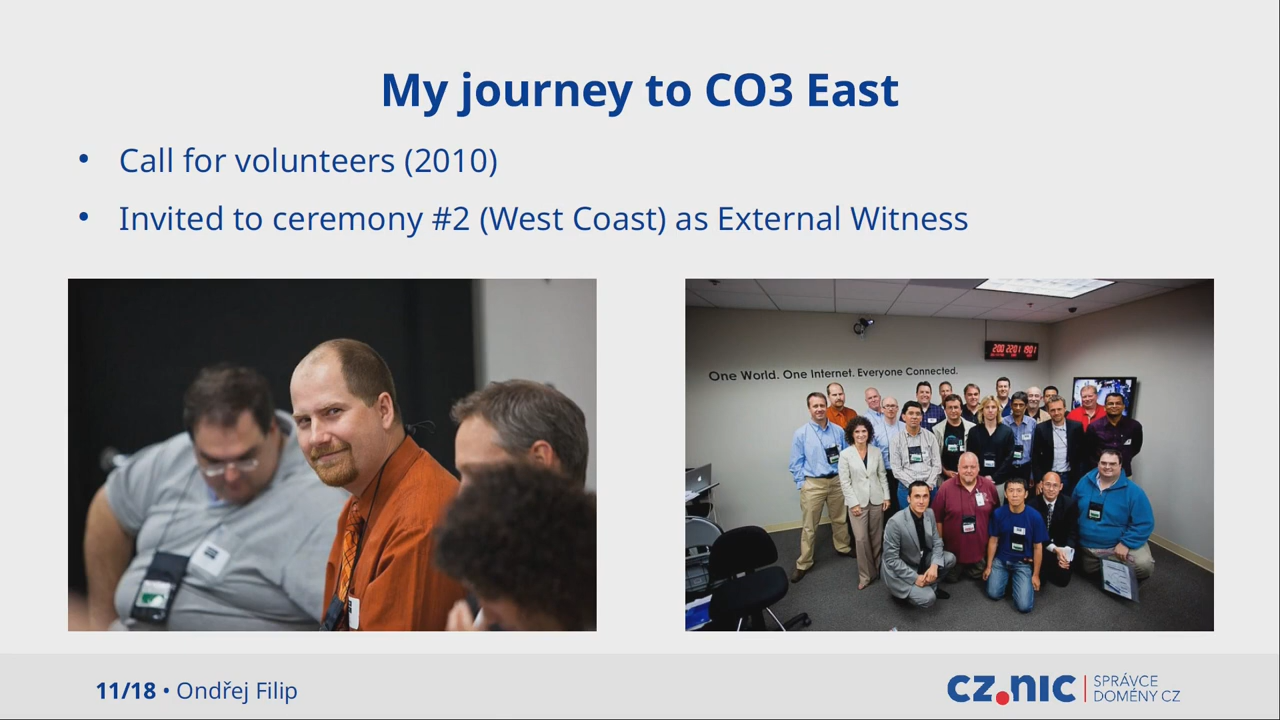 My journey to CO3 East
• Call for volunteers (2010)
• Invited to ceremony #2 (West Coast) as External Witness
One World. One Internet. Everyone Connected.
11/18 • Ondřej Filip
cz.nic | SPRÁVCE
DOMÉNY CZ